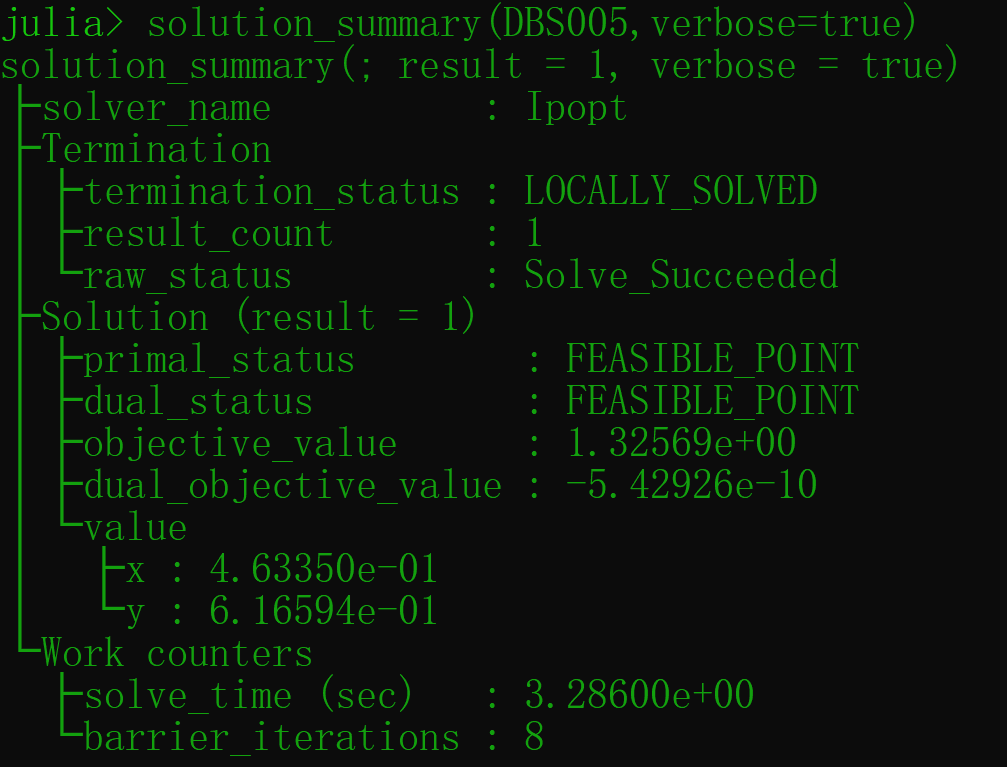 julia> solution_summary(DBS005,verbose=true)
solution_summary(; result = 1, verbose = true)
├─solver_name          : Ipopt
├─Termination
│ ├─termination_status : LOCALLY_SOLVED
│ ├─result_count       : 1
│ └─raw_status         : Solve_Succeeded
├─Solution (result = 1)
│ ├─primal_status        : FEASIBLE_POINT
│ ├─dual_status          : FEASIBLE_POINT
│ ├─objective_value      : 1.32569e+00
│ ├─dual_objective_value : -5.42926e-10
│ └─value
│   ├─x : 4.63350e-01
│   └─y : 6.16594e-01
└─Work counters
  ├─solve_time (sec)   : 3.28600e+00
  └─barrier_iterations : 8